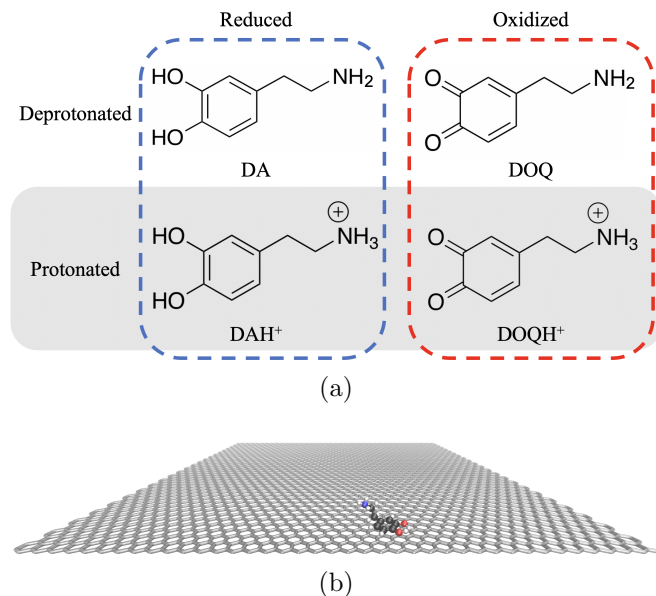 Reduced Oxidized
HO NH₂ O NH₂
Deprotonated
HO O
DA DOQ
⊕ ⊕
HO NH₃ O NH₃
Protonated
HO O
DAH⁺ DOQH⁺
(a)
(b)